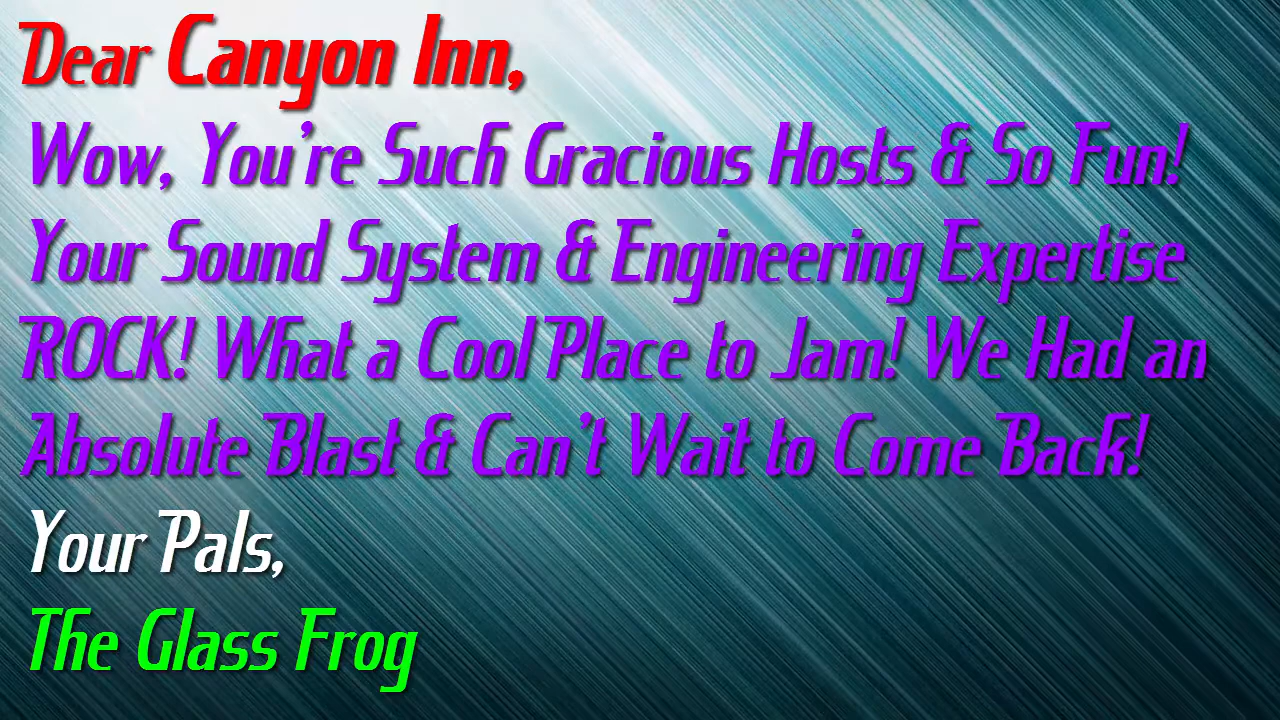 Dear Canyon Inn,
Wow, You're Such Gracious Hosts & So Fun!
Your Sound System & Engineering Expertise
ROCK! What a Cool Place to Jam! We Had an
Absolute Blast & Can't Wait to Come Back!
Your Pals,
The Glass Frog